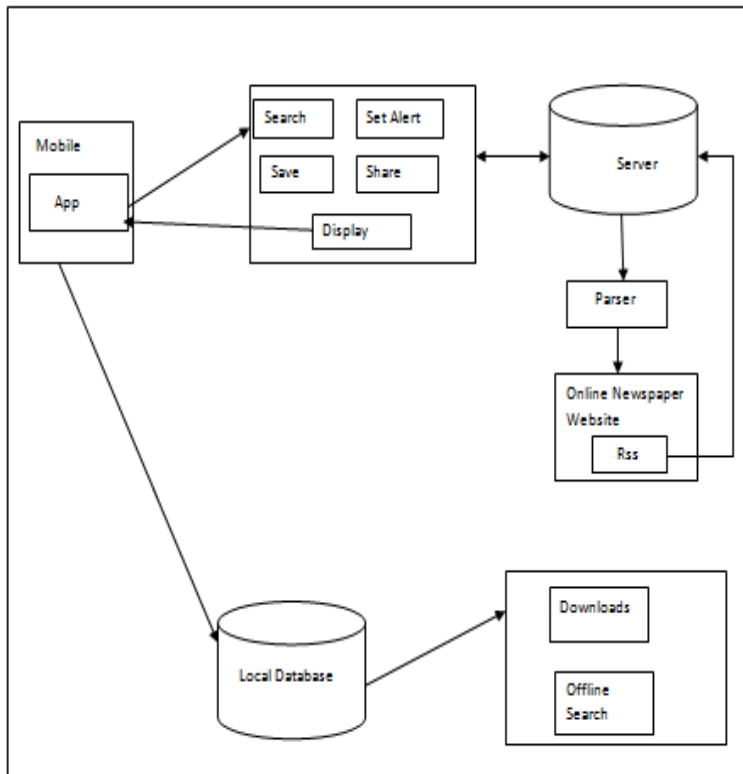 Search
Set Alert
Mobile
Save
Share
Server
App
Display
Parser
Online Newspaper
Website
Rss
Downloads
Local Database
Offline
Search